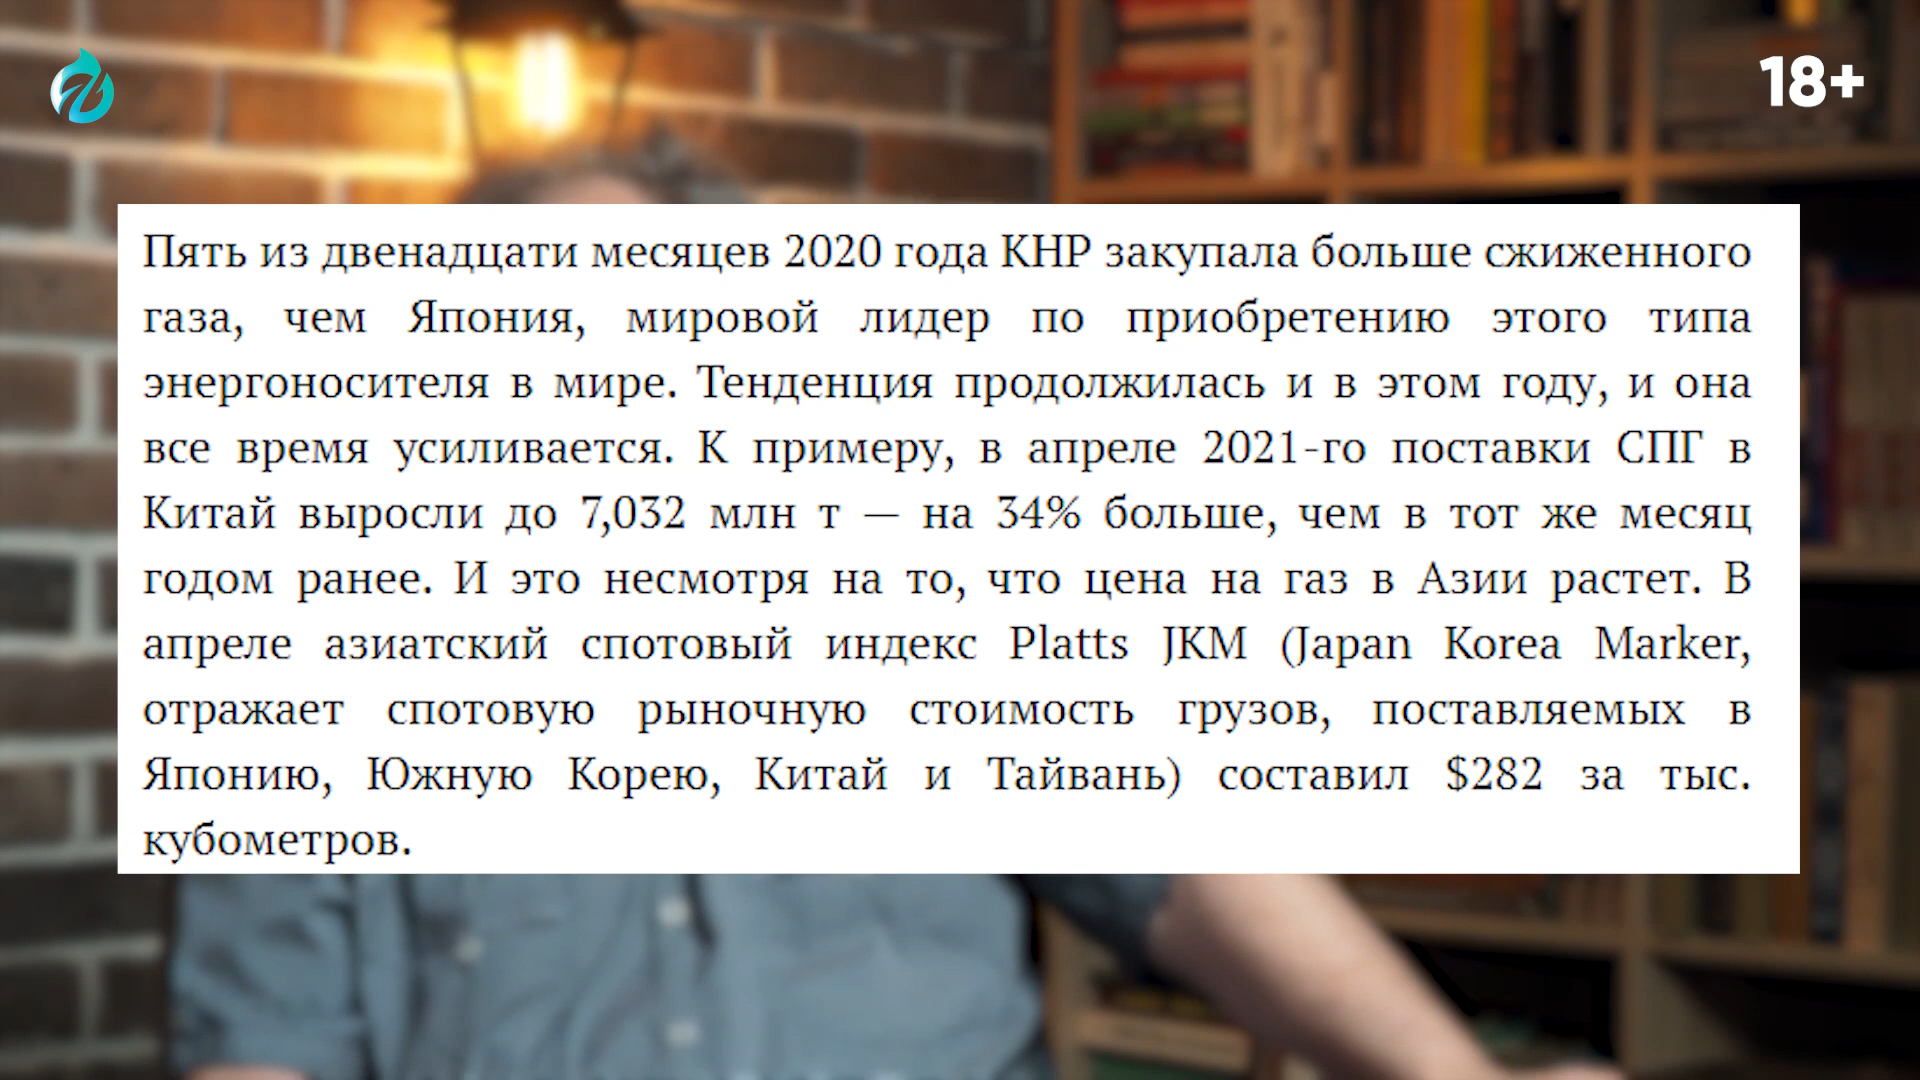 18+
Пять из двенадцати месяцев 2020 года КНР закупала больше сжиженного
газа, чем Япония, мировой лидер по приобретению этого типа
энергоносителя в мире. Тенденция продолжилась и в этом году, и она
все время усиливается. К примеру, в апреле 2021-го поставки СПГ в
Китай выросли до 7,032 млн т — на 34% больше, чем в тот же месяц
годом ранее. И это несмотря на то, что цена на газ в Азии растет. В
апреле азиатский спотовый индекс Platts JKM (Japan Korea Marker,
отражает спотовую рыночную стоимость грузов, поставляемых в
Японию, Южную Корею, Китай и Тайвань) составил $282 за тыс.
кубометров.